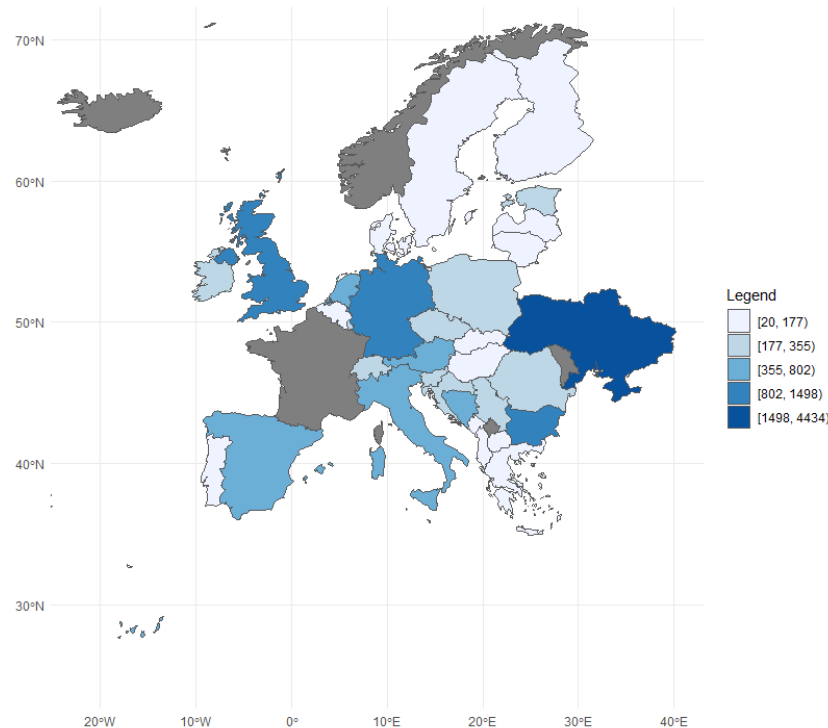 70°N
60°N
50°N
40°N
30°N
Legend
[20, 177)
[177, 355)
[355, 802)
[802, 1498)
[1498, 4434)
20°W
10°W
0°
10°E
20°E
30°E
40°E